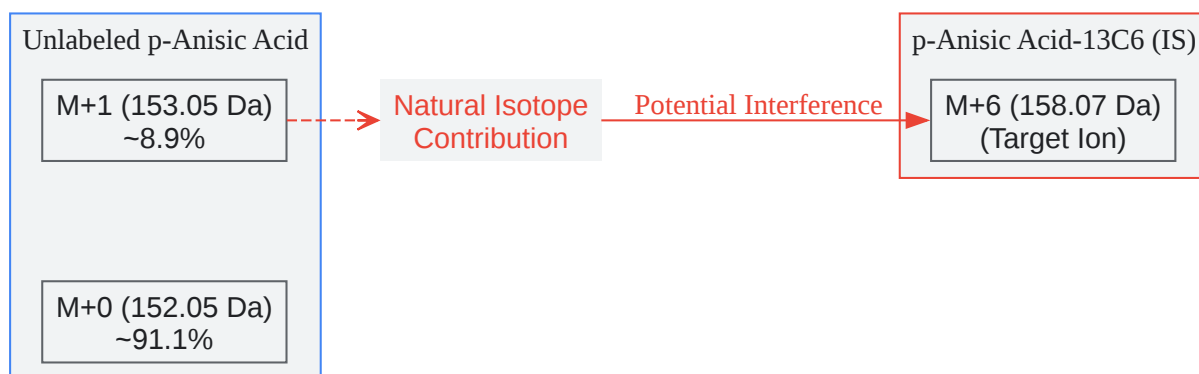 Unlabeled p-Anisic Acid
M+1 (153.05 Da)
~8.9%
M+0 (152.05 Da)
~91.1%
Natural Isotope
Contribution
Potential Interference
p-Anisic Acid-13C6 (IS)
M+6 (158.07 Da)
(Target Ion)